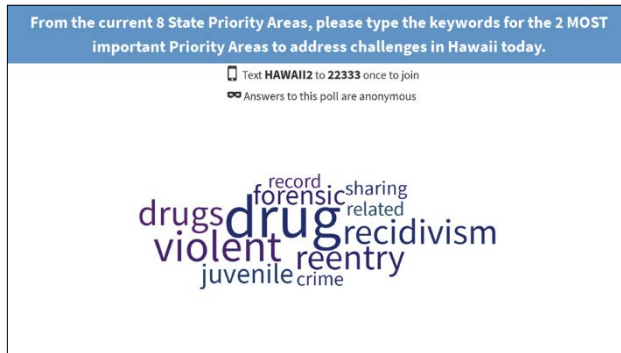 From the current 8 State Priority Areas, please type the keywords for the 2 MOST
important Priority Areas to address challenges in Hawaii today.
Text HAWAII2 to 22333 once to join
Answers to this poll are anonymous
record
forensic
sharing
drugs
drug
related
violent
recidivism
reentry
juvenile
crime